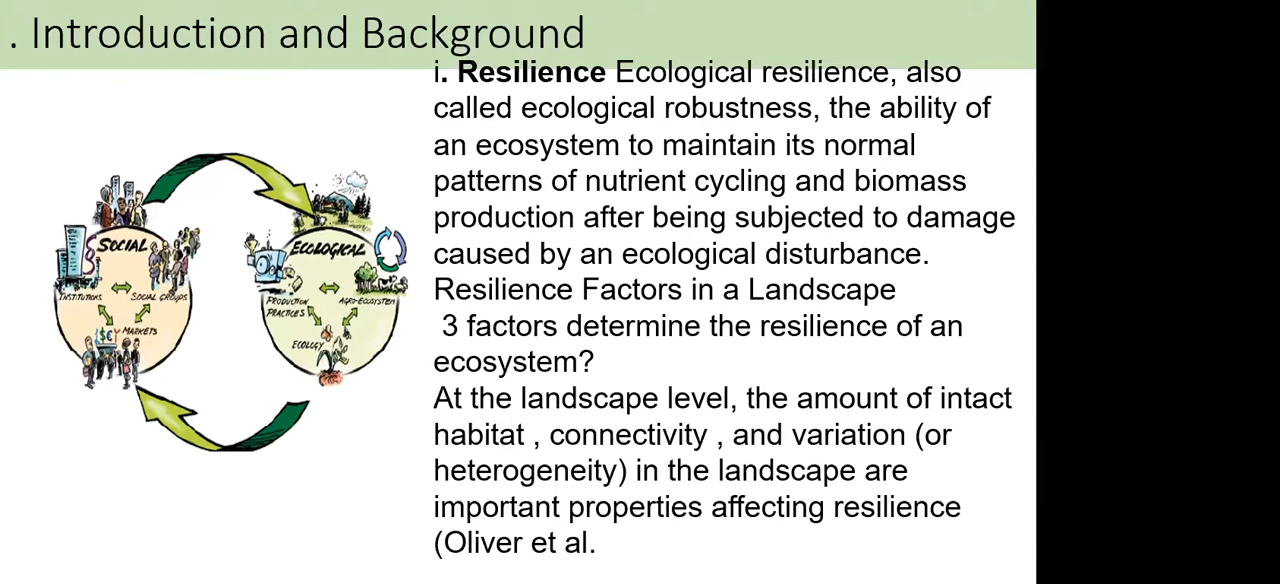 . Introduction and Background
i. Resilience Ecological resilience, also
called ecological robustness, the ability of
an ecosystem to maintain its normal
patterns of nutrient cycling and biomass
production after being subjected to damage
caused by an ecological disturbance.
Resilience Factors in a Landscape
3 factors determine the resilience of an
ecosystem?
At the landscape level, the amount of intact
habitat , connectivity , and variation (or
heterogeneity) in the landscape are
important properties affecting resilience
(Oliver et al.
SOCIAL
INSTITUTIONS
SOCIAL GROUPS
MARKETS
ECOLOGICAL
PRODUCTION
PRACTICES
AGRO-ECOSYSTEM
ECOLOGY